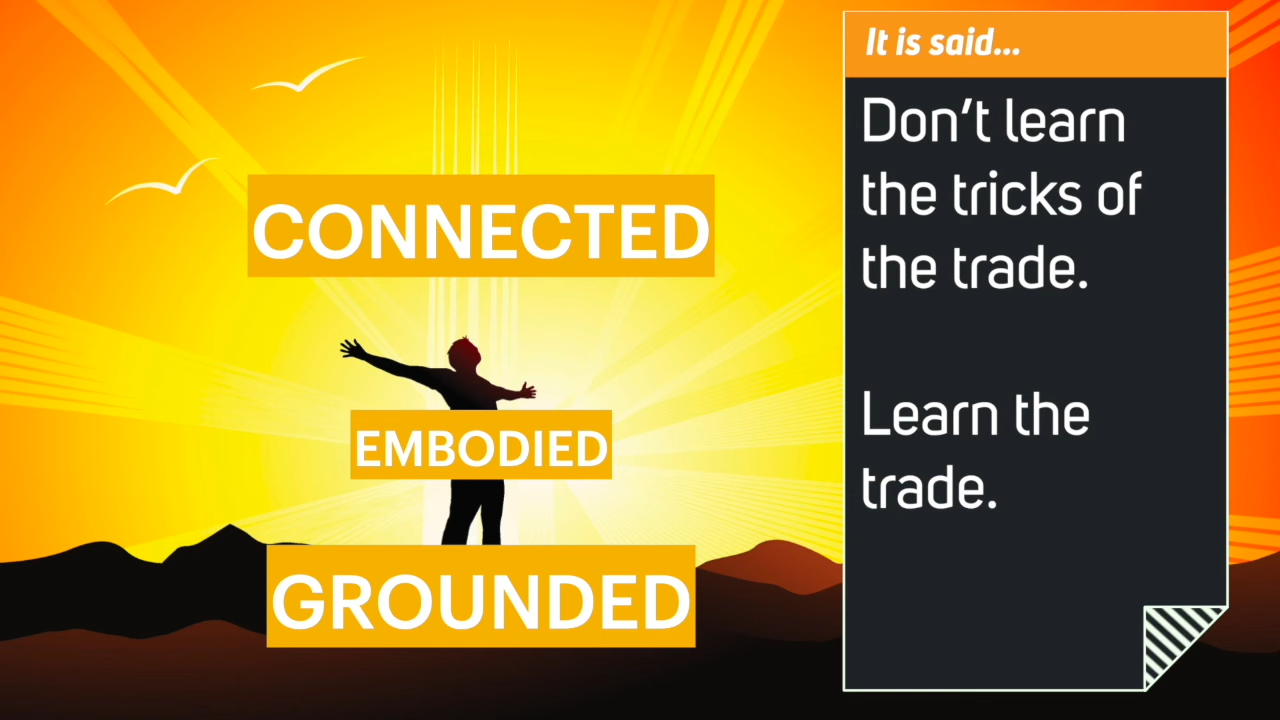 CONNECTED
EMBODIED
GROUNDED
It is said...
Don't learn
the tricks of
the trade.
Learn the
trade.